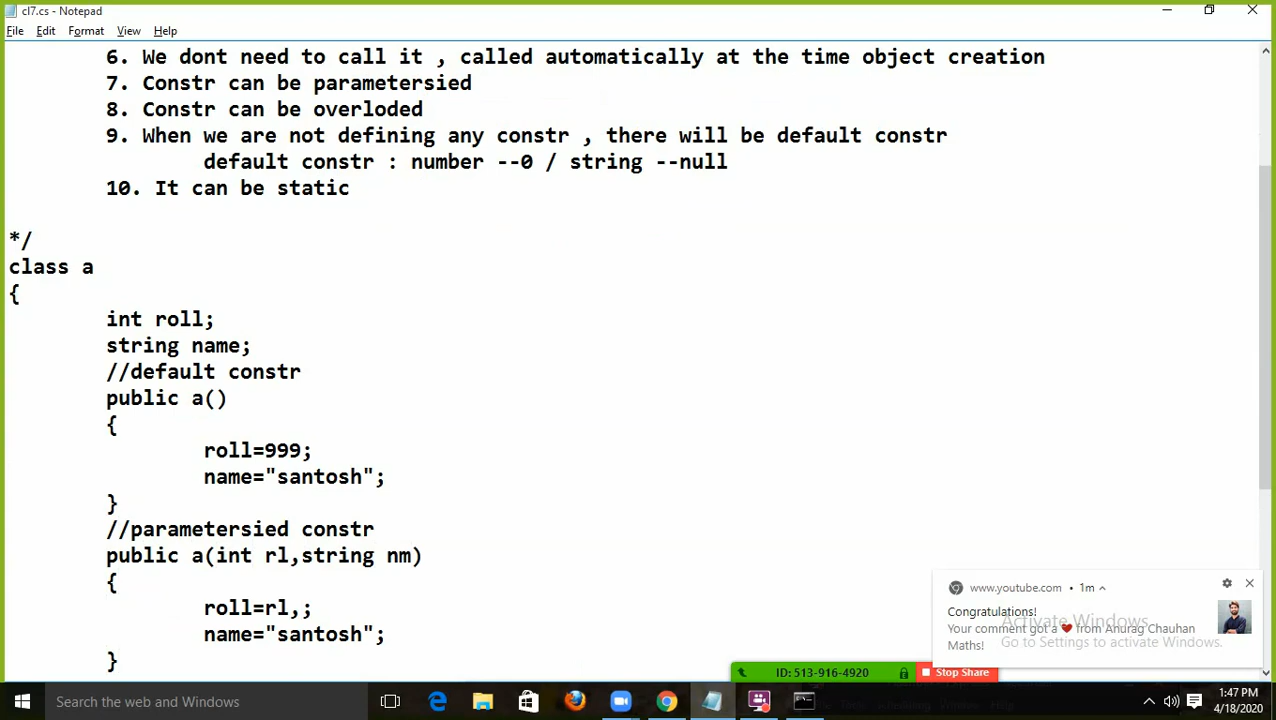 cl7.cs - Notepad
File Edit Format View Help
6. We dont need to call it , called automatically at the time object creation
7. Constr can be parametersied
8. Constr can be overloded
9. When we are not defining any constr , there will be default constr
default constr : number --0 / string --null
10. It can be static
*/
class a
{
int roll;
string name;
//default constr
public a()
{
roll=999;
name="santosh";
}
//parametersied constr
public a(int rl,string nm)
{
roll=rl,;
name="santosh";
}
www.youtube.com • 1m
Congratulations!
Your comment got a ❤ from Anurag Chauhan
Maths!
Activate Windows
Go to Settings to activate Windows.
ID: 513-916-4920 Stop Share
Search the web and Windows
1:47 PM
4/18/2020